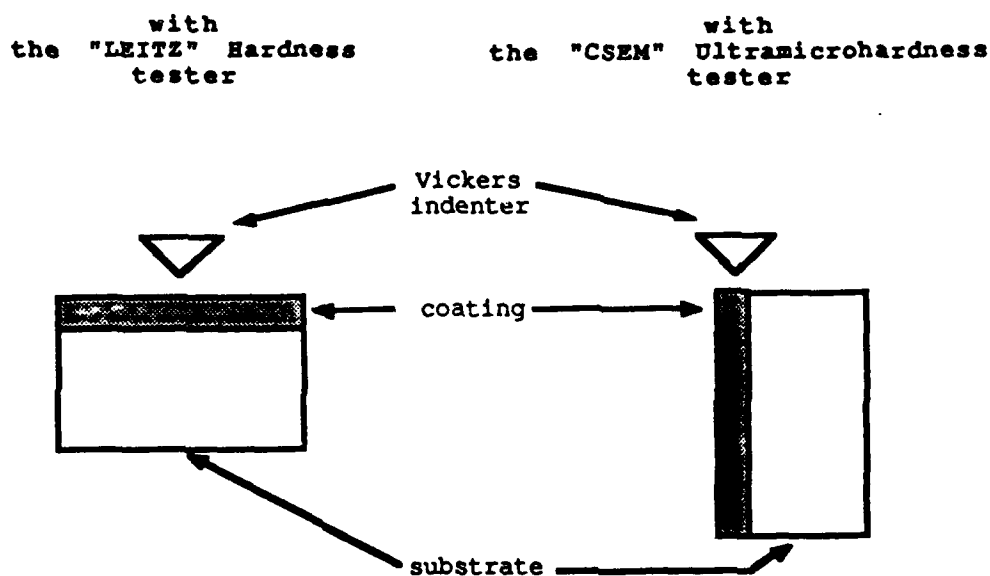 with
the "LEITZ" Hardness
tester
with
the "CSEM" Ultramicrohardness
tester
Vickers
indenter
coating
substrate